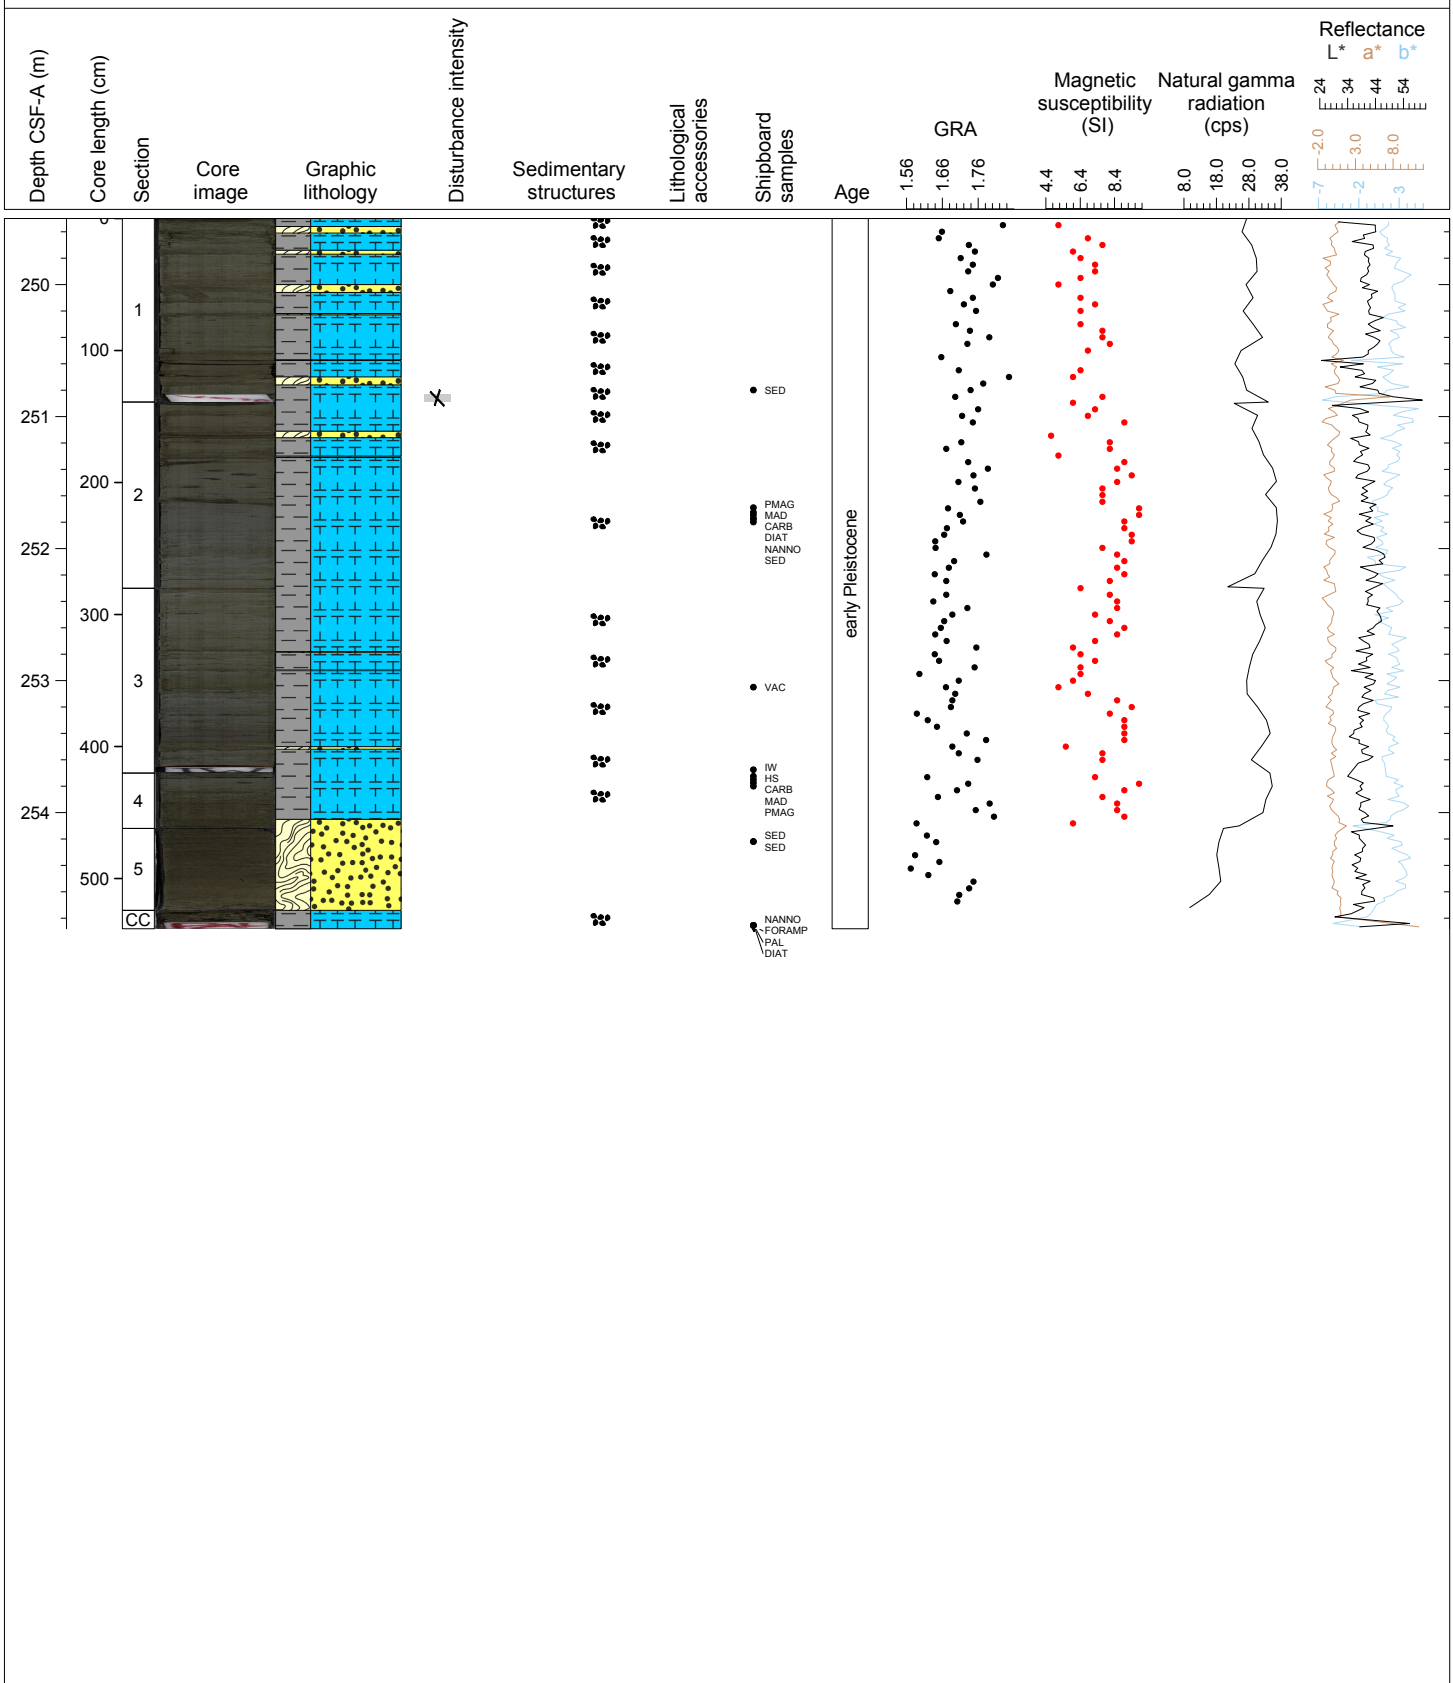 Depth CSF-A (m)
Core length (cm)
Section
Core
image
Graphic
lithology
Disturbance intensity
Sedimentary
structures
Lithological
accessories
Shipboard
samples
Age
GRA
1.56 1.66 1.76
Magnetic
susceptibility
(SI)
4.4 6.4 8.4
Natural gamma
radiation
(cps)
8.0 18.0 28.0 38.0
Reflectance
L* a* b*
24 34 44 54
-2.0 3.0 8.0
-7 -2 3
0
250
1
100
SED
251
200
2
PMAG
MAD
CARB
DIAT
NANNO
SED
252
early Pleistocene
300
253
3
VAC
400
IW
HS
CARB
MAD
PMAG
4
254
SED
SED
5
500
CC
NANNO
FORAMP
PAL
DIAT